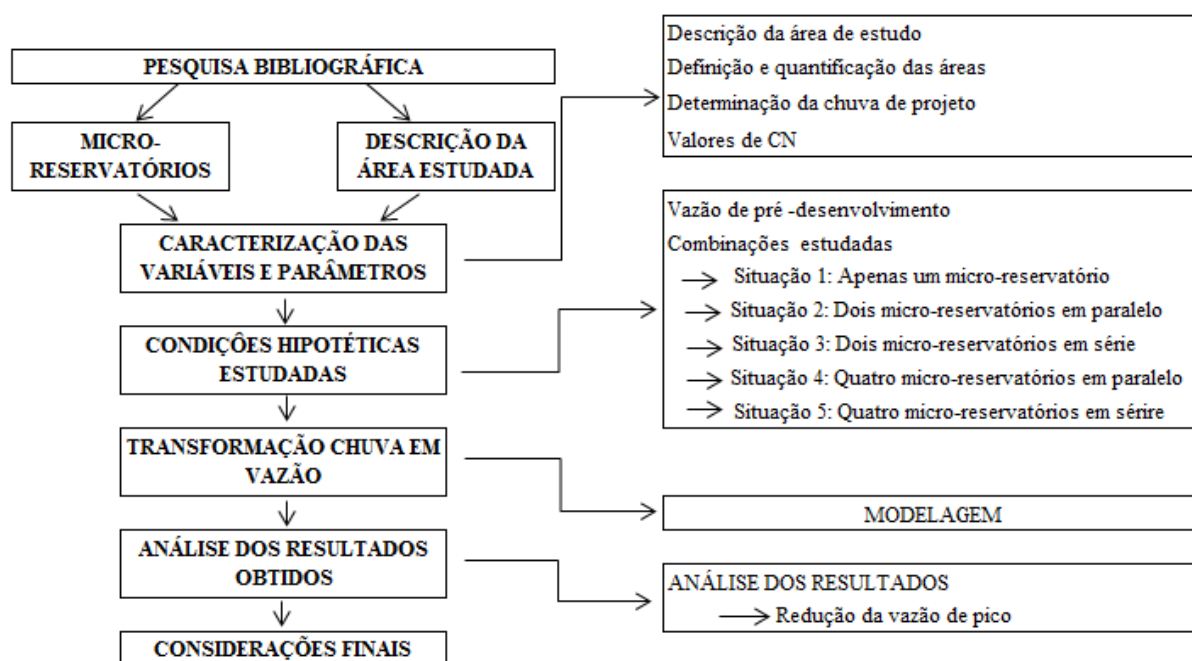 PESQUISA BIBLIOGRÁFICA
MICRO-
RESERVATÓRIOS
DESCRIÇÃO DA
ÁREA ESTUDADA
CARACTERIZAÇÃO DAS
VARIÁVEIS E PARÂMETROS
CONDIÇÕES HIPOTÉTICAS
ESTUDADAS
TRANSFORMAÇÃO CHUVA EM
VAZÃO
ANÁLISE DOS RESULTADOS
OBTIDOS
CONSIDERAÇÕES FINAIS
Descrição da área de estudo
Definição e quantificação das áreas
Determinação da chuva de projeto
Valores de CN
Vazão de pré -desenvolvimento
Combinações estudadas
Situação 1: Apenas um micro-reservatório
Situação 2: Dois micro-reservatórios em paralelo
Situação 3: Dois micro-reservatórios em série
Situação 4: Quatro micro-reservatórios em paralelo
Situação 5: Quatro micro-reservatórios em sérire
MODELAGEM
ANÁLISE DOS RESULTADOS
Redução da vazão de pico